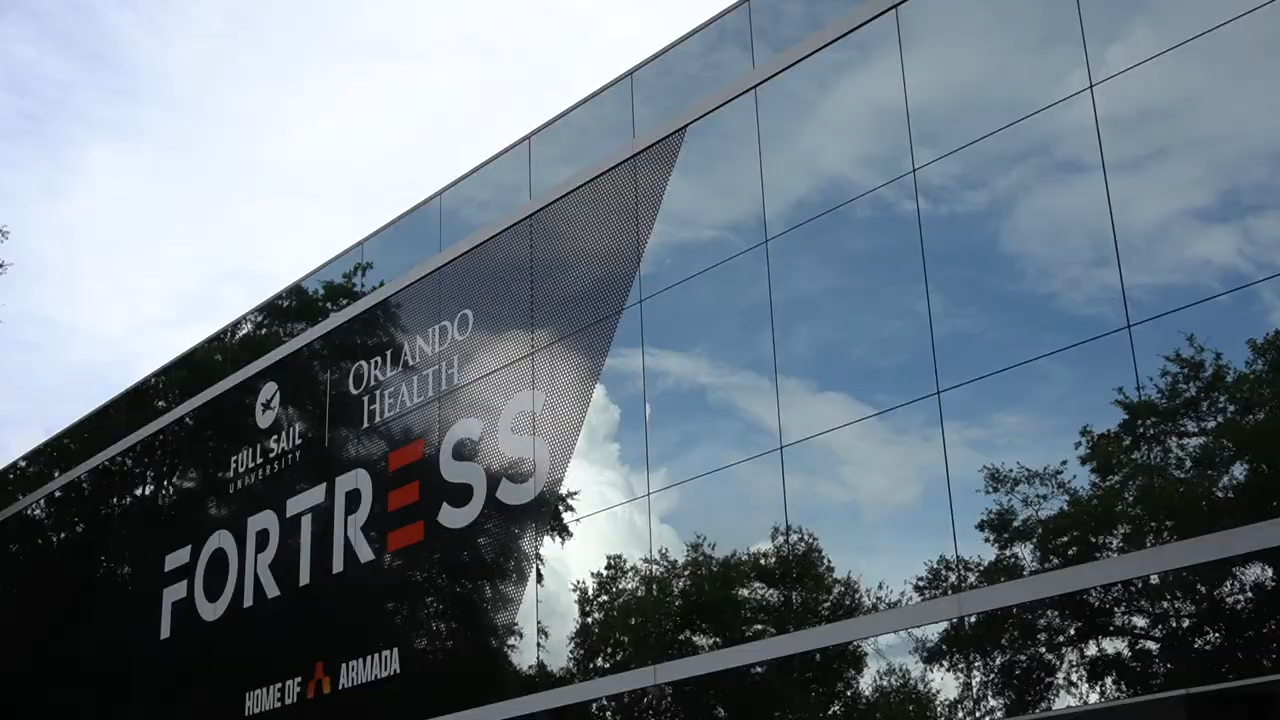 FULL SAIL
UNIVERSITY
ORLANDO
HEALTH
FORTRESS
HOME OF ARMADA